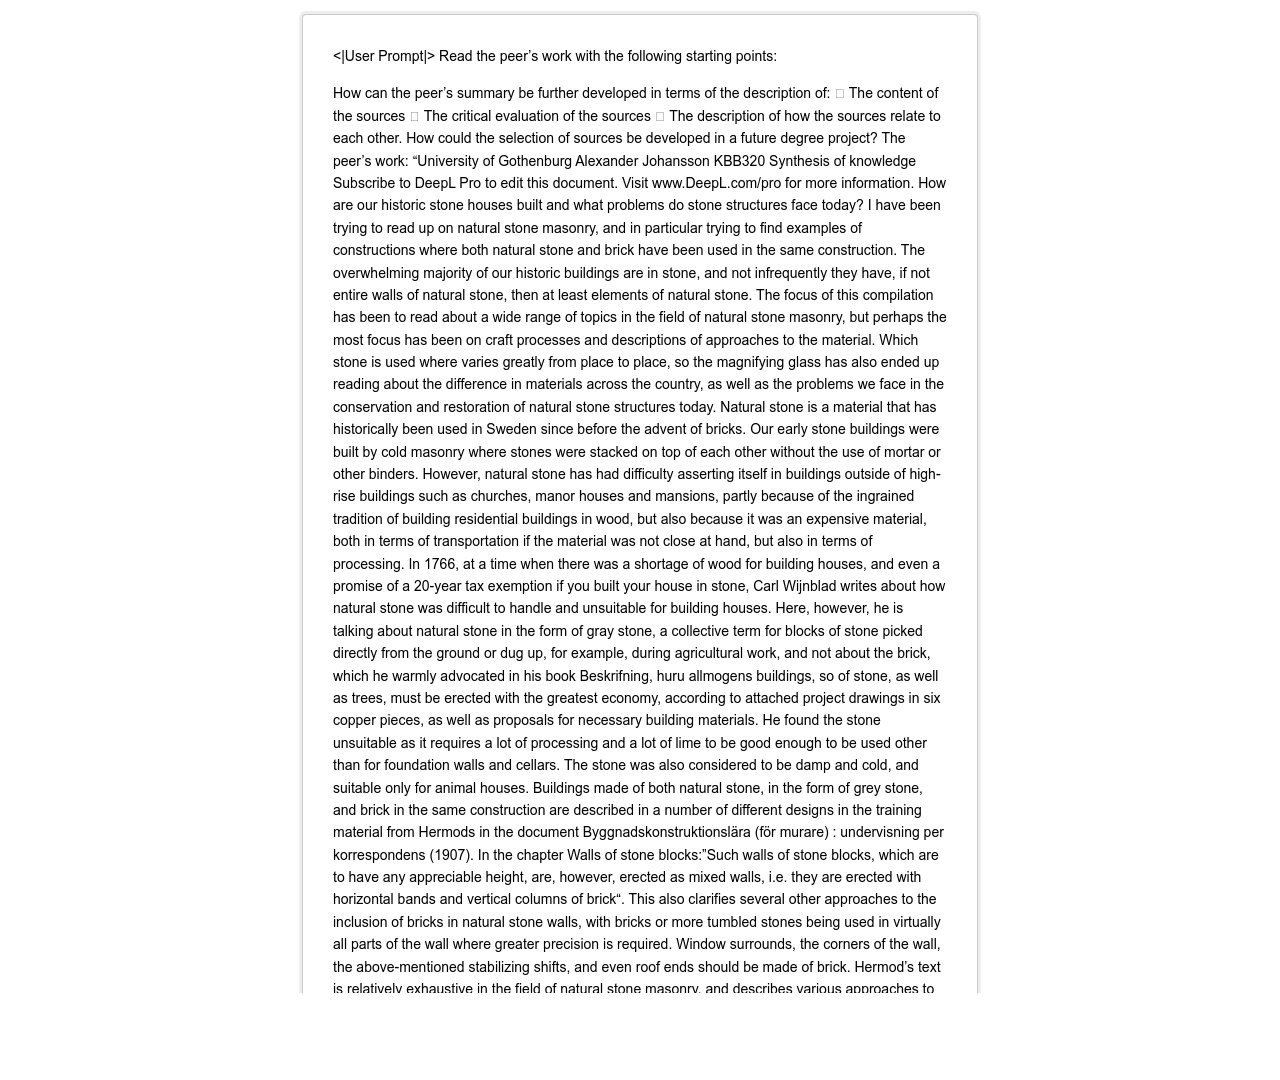 <|User Prompt|> Read the peer’s work with the following starting points:
How can the peer’s summary be further developed in terms of the description of: □ The content of
the sources □ The critical evaluation of the sources □ The description of how the sources relate to
each other. How could the selection of sources be developed in a future degree project? The
peer’s work: “University of Gothenburg Alexander Johansson KBB320 Synthesis of knowledge
Subscribe to DeepL Pro to edit this document. Visit www.DeepL.com/pro for more information. How
are our historic stone houses built and what problems do stone structures face today? I have been
trying to read up on natural stone masonry, and in particular trying to find examples of
constructions where both natural stone and brick have been used in the same construction. The
overwhelming majority of our historic buildings are in stone, and not infrequently they have, if not
entire walls of natural stone, then at least elements of natural stone. The focus of this compilation
has been to read about a wide range of topics in the field of natural stone masonry, but perhaps the
most focus has been on craft processes and descriptions of approaches to the material. Which
stone is used where varies greatly from place to place, so the magnifying glass has also ended up
reading about the difference in materials across the country, as well as the problems we face in the
conservation and restoration of natural stone structures today. Natural stone is a material that has
historically been used in Sweden since before the advent of bricks. Our early stone buildings were
built by cold masonry where stones were stacked on top of each other without the use of mortar or
other binders. However, natural stone has had difficulty asserting itself in buildings outside of high-
rise buildings such as churches, manor houses and mansions, partly because of the ingrained
tradition of building residential buildings in wood, but also because it was an expensive material,
both in terms of transportation if the material was not close at hand, but also in terms of
processing. In 1766, at a time when there was a shortage of wood for building houses, and even a
promise of a 20-year tax exemption if you built your house in stone, Carl Wijnblad writes about how
natural stone was difficult to handle and unsuitable for building houses. Here, however, he is
talking about natural stone in the form of gray stone, a collective term for blocks of stone picked
directly from the ground or dug up, for example, during agricultural work, and not about the brick,
which he warmly advocated in his book Beskrifning, huru allmogens buildings, so of stone, as well
as trees, must be erected with the greatest economy, according to attached project drawings in six
copper pieces, as well as proposals for necessary building materials. He found the stone
unsuitable as it requires a lot of processing and a lot of lime to be good enough to be used other
than for foundation walls and cellars. The stone was also considered to be damp and cold, and
suitable only for animal houses. Buildings made of both natural stone, in the form of grey stone,
and brick in the same construction are described in a number of different designs in the training
material from Hermods in the document Byggnadskonstruktionslära (för murare) : undervisning per
korrespondens (1907). In the chapter Walls of stone blocks:”Such walls of stone blocks, which are
to have any appreciable height, are, however, erected as mixed walls, i.e. they are erected with
horizontal bands and vertical columns of brick“. This also clarifies several other approaches to the
inclusion of bricks in natural stone walls, with bricks or more tumbled stones being used in virtually
all parts of the wall where greater precision is required. Window surrounds, the corners of the wall,
the above-mentioned stabilizing shifts, and even roof ends should be made of brick. Hermod’s text
is relatively exhaustive in the field of natural stone masonry, and describes various approaches to